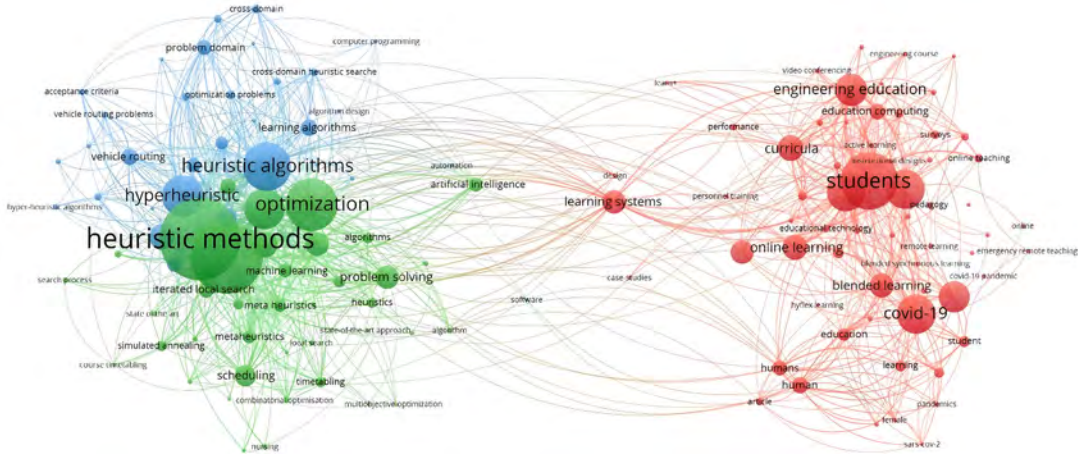 cross-domain
computer programming
problem domain
cross-domain heuristic searche
acceptance criteria
optimization problems
algorithm design
vehicle routing problems
learning algorithms
vehicle routing
heuristic algorithms
automation
hyperheuristic
artificial intelligence
optimization
hyper-heuristic algorithms
heuristic methods
algorithms
machine learning
problem solving
search process
iterated local search
meta heuristics
heuristics
software
state of the art
state-of-the-art approach
algorithm
metaheuristics
local search
simulated annealing
course timetabling
scheduling
timetabling
combinatorial optimisation
multiobjective optimization
nursing
engineering course
video conferencing
engineering education
education computing
performance
surveys
active learning
curricula
online teaching
design
students
personnel training
learning systems
pedagogy
educational technology
online
online learning
remote learning
emergency remote teaching
blended synchronous learning
covid-19 pandemic
case studies
blended learning
hyflex learning
covid-19
education
student
humans
learning
human
article
pandemics
female
sars-cov-2